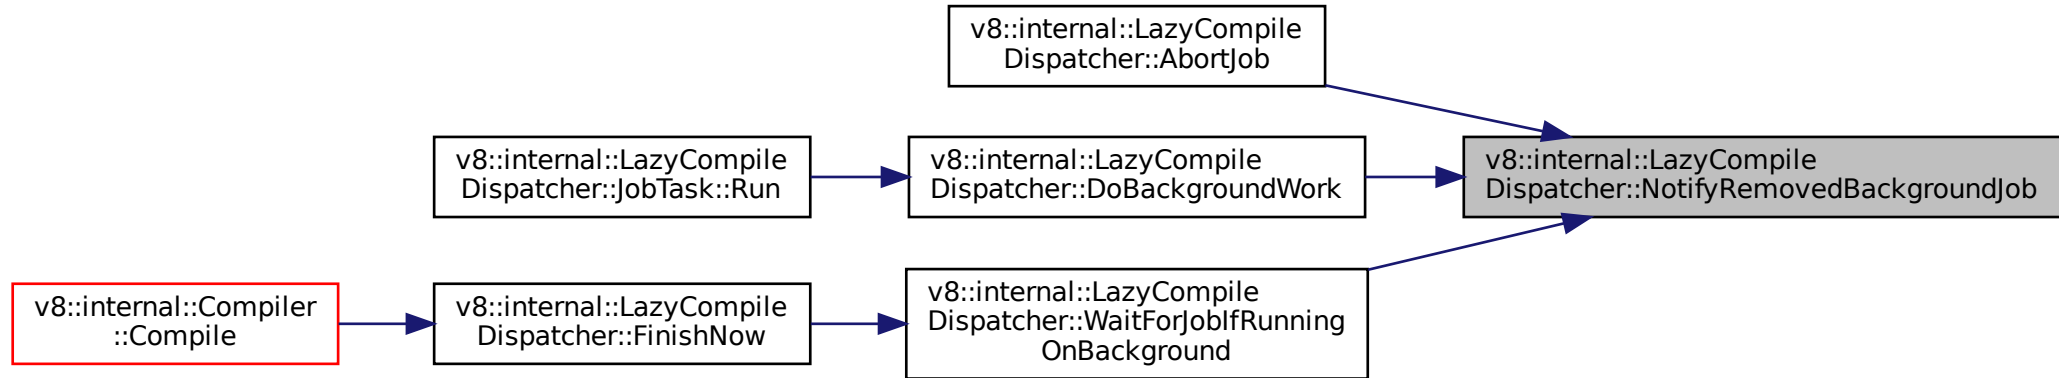 v8::internal::LazyCompile
Dispatcher::AbortJob
v8::internal::LazyCompile
Dispatcher::JobTask::Run
v8::internal::LazyCompile
Dispatcher::DoBackgroundWork
v8::internal::LazyCompile
Dispatcher::NotifyRemovedBackgroundJob
v8::internal::Compiler
::Compile
v8::internal::LazyCompile
Dispatcher::FinishNow
v8::internal::LazyCompile
Dispatcher::WaitForJobIfRunning
OnBackground